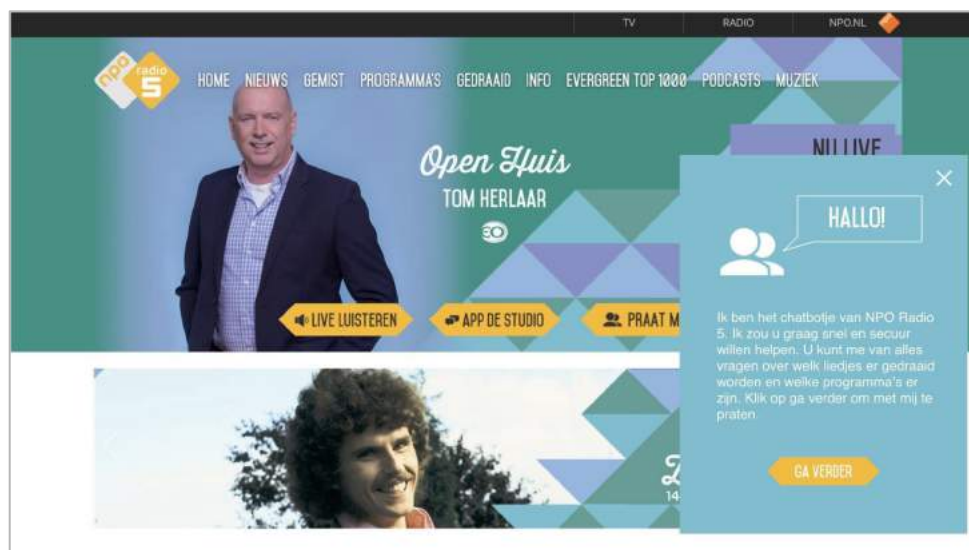 TV RADIO NPO.NL
npo radio 5
HOME NIEUWS GEMIST PROGRAMMA'S GEDRAAID INFO EVERGREEN TOP 1000 PODCASTS MUZIEK
Open Huis
TOM HERLAAR
EO
NU LIVE
LIVE LUISTEREN APP DE STUDIO PRAAT M
HALLO!
Ik ben het chatbotje van NPO Radio
5. Ik zou u graag snel en secuur
willen helpen. U kunt me van alles
vragen over welk liedjes er gedraaid
worden en welke programma's er
zijn. Klik op ga verder om met mij te
praten.
GA VERDER
14